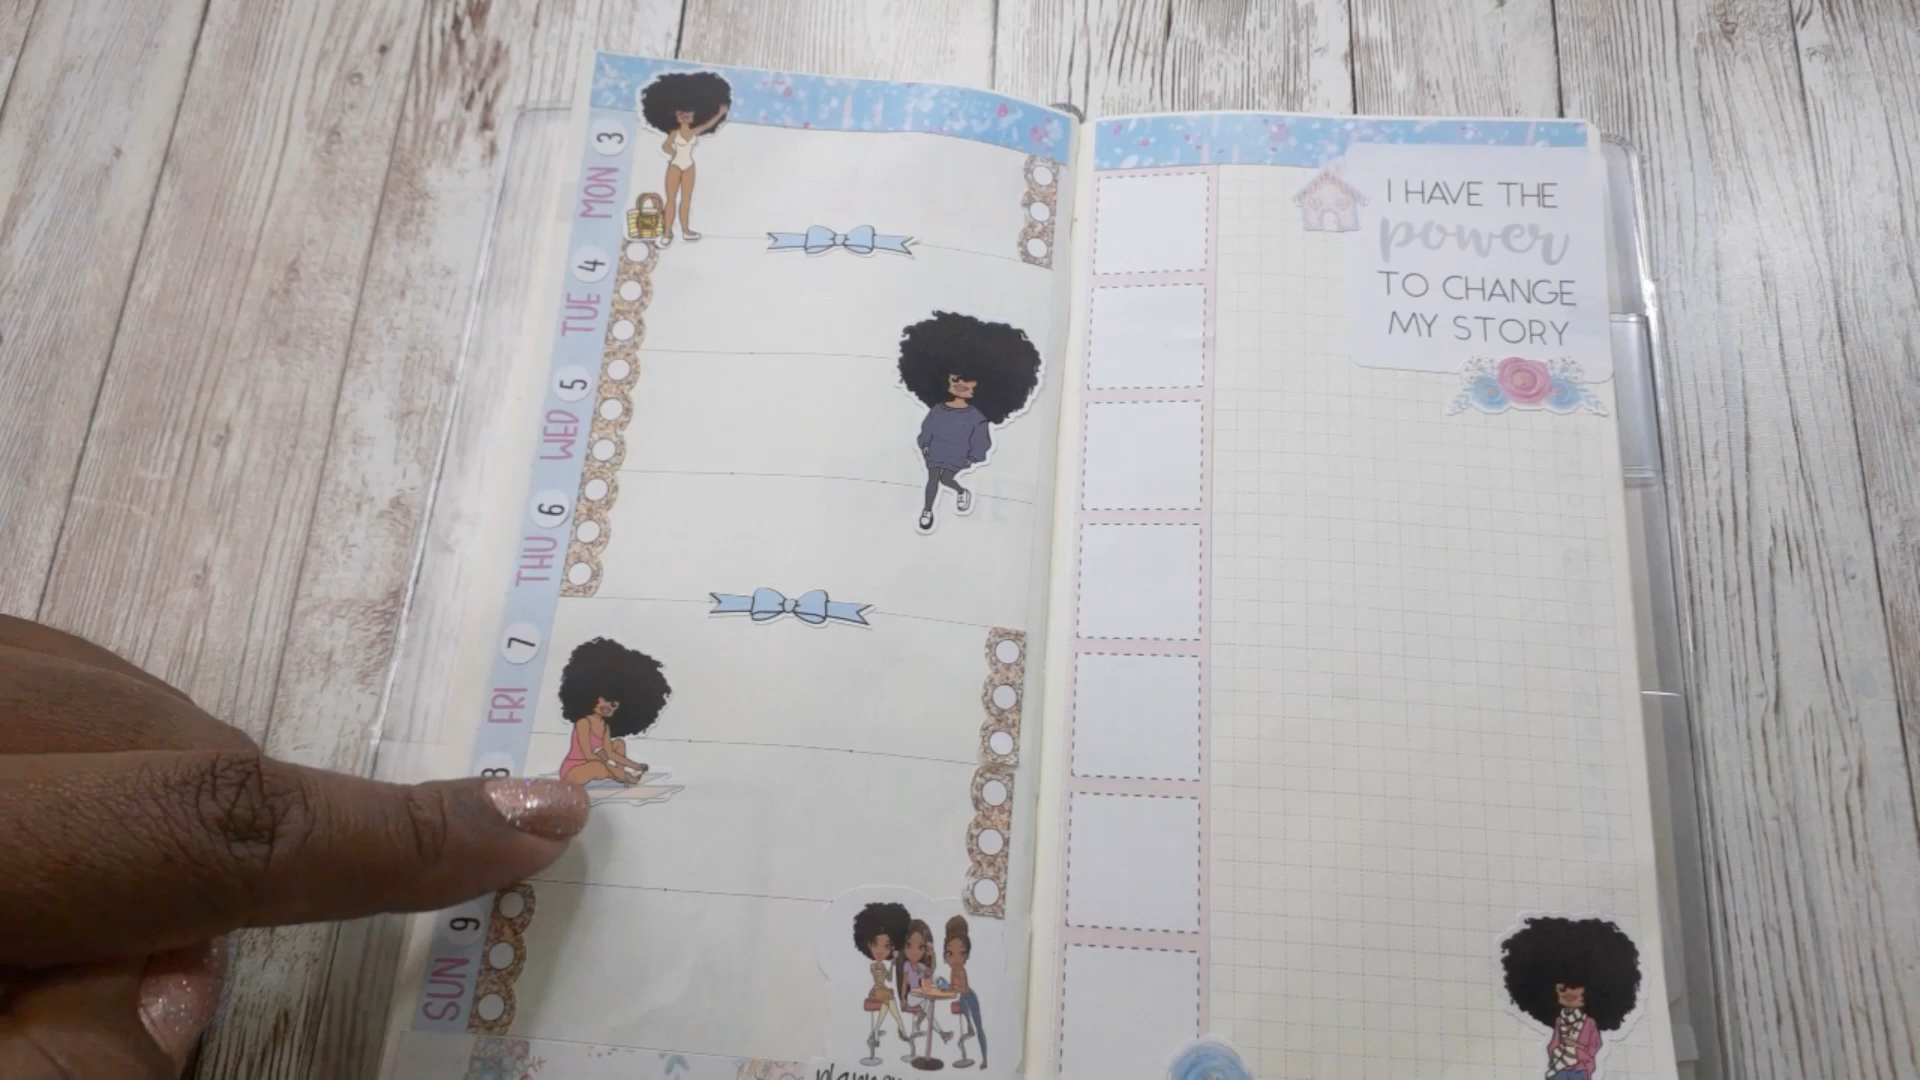 MON 3
TUE 4
WED 5
THU 6
FRI 7
8
SUN 9
I HAVE THE
power
TO CHANGE
MY STORY